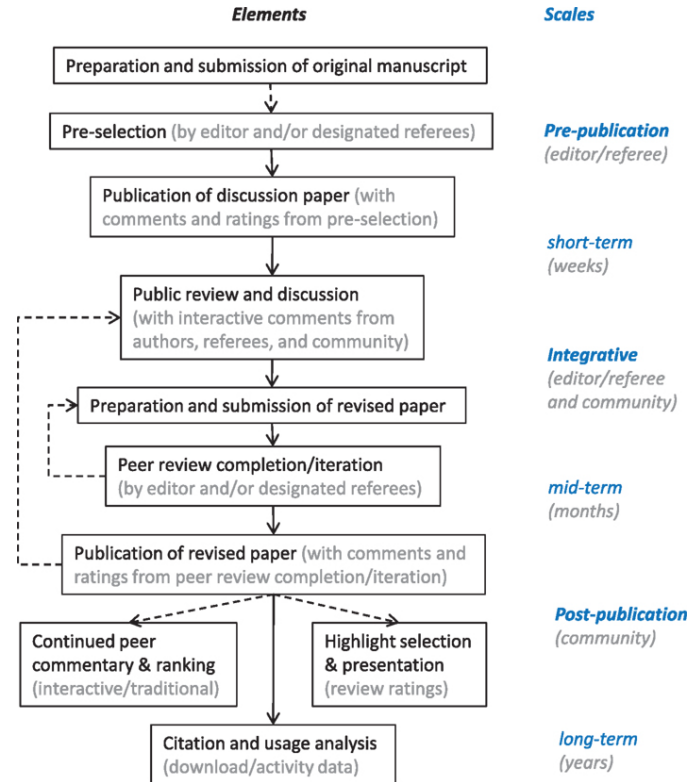 Elements
Scales
Preparation and submission of original manuscript
Pre-selection (by editor and/or designated referees)
Pre-publication
(editor/referee)
Publication of discussion paper (with
comments and ratings from pre-selection)
short-term
(weeks)
Public review and discussion
(with interactive comments from
authors, referees, and community)
Integrative
(editor/referee
and community)
Preparation and submission of revised paper
Peer review completion/iteration
(by editor and/or designated referees)
mid-term
(months)
Publication of revised paper (with comments and
ratings from peer review completion/iteration)
Post-publication
(community)
Continued peer
commentary & ranking
(interactive/traditional)
Highlight selection
& presentation
(review ratings)
Citation and usage analysis
(download/activity data)
long-term
(years)